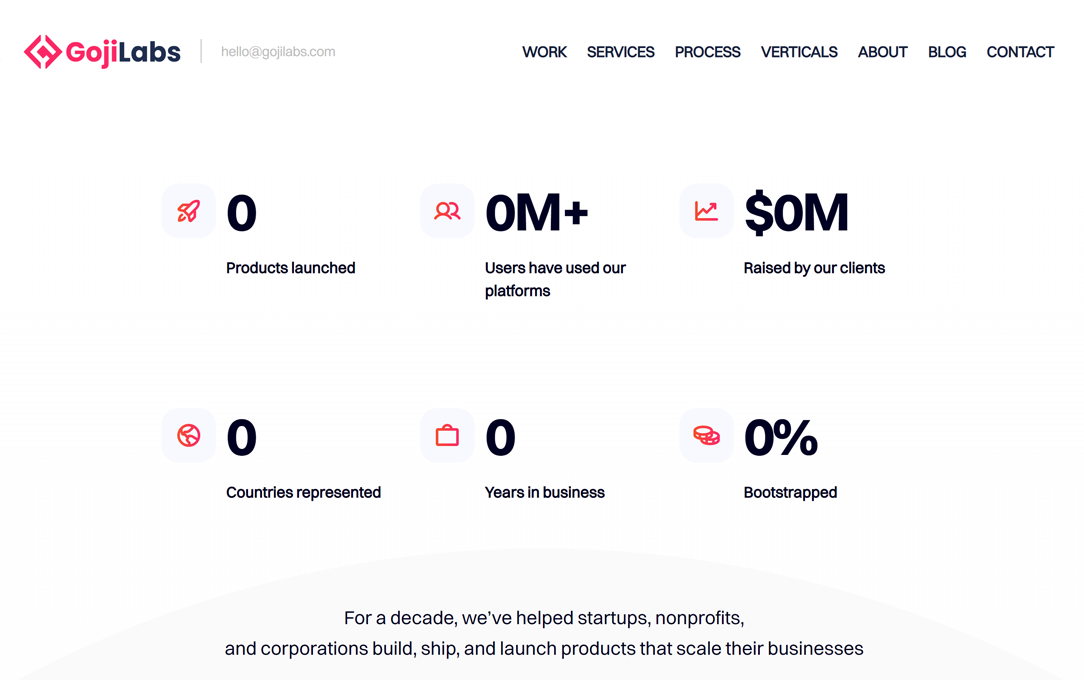 GojiLabs
hello@gojilabs.com
WORK SERVICES PROCESS VERTICALS ABOUT BLOG CONTACT
0
Products launched
0M+
Users have used our
platforms
$0M
Raised by our clients
0
Countries represented
0
Years in business
0%
Bootstrapped
For a decade, we’ve helped startups, nonprofits,
and corporations build, ship, and launch products that scale their businesses